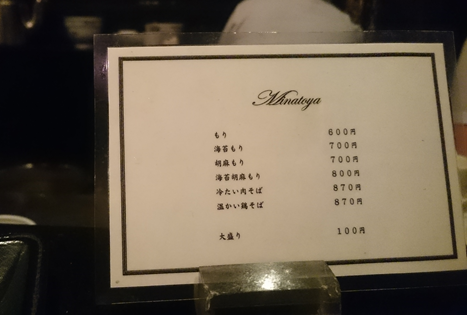 Minatoya
もり 600円
海苔もり 700円
胡麻もり 700円
海苔胡麻もり 800円
冷たい肉そば 870円
温かい鶏そば 870円
大盛り 100円